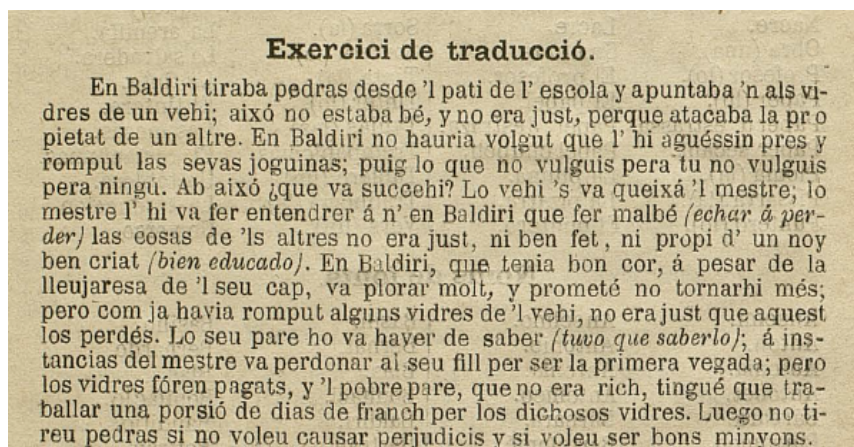 Exercici de traducció.
En Baldiri tiraba pedras desde 'l pati de l' escola y apuntaba 'n als vi-
dres de un vehi; aixó no estaba bé, y no era just, perque atacaba la pro
pietat de un altre. En Baldiri no hauria volgut que l' hi aguéssin pres y
romput las sevas joguinas; puig lo que no vulguis pera tu no vulguis
pera ningú. Ab aixó ¿que va succehi? Lo vehi 's va queixá 'l mestre; lo
mestre l' hi va fer entendrer á n' en Baldiri que fer malbé (echar á per-
der) las cosas de 'ls altres no era just, ni ben fet, ni propi d' un noy
ben criat (bien educado). En Baldiri, que tenia bon cor, á pesar de la
lleujaresa de 'l seu cap, va plorar molt, y prometé no tornarhi més;
pero com ja havia romput alguns vidres de 'l vehi, no era just que aquest
los perdés. Lo seu pare ho va haver de saber (tuvo que saberlo); á ins-
tancias del mestre va perdonar al seu fill per ser la primera vegada; pero
los vidres fóren pagats, y 'l pobre pare, que no era rich, tingué que tra-
ballar una porsió de dias de franch per los dichosos vidres. Luego no ti-
reu pedras si no voleu causar perjudicis y si voleu ser bons minyons.